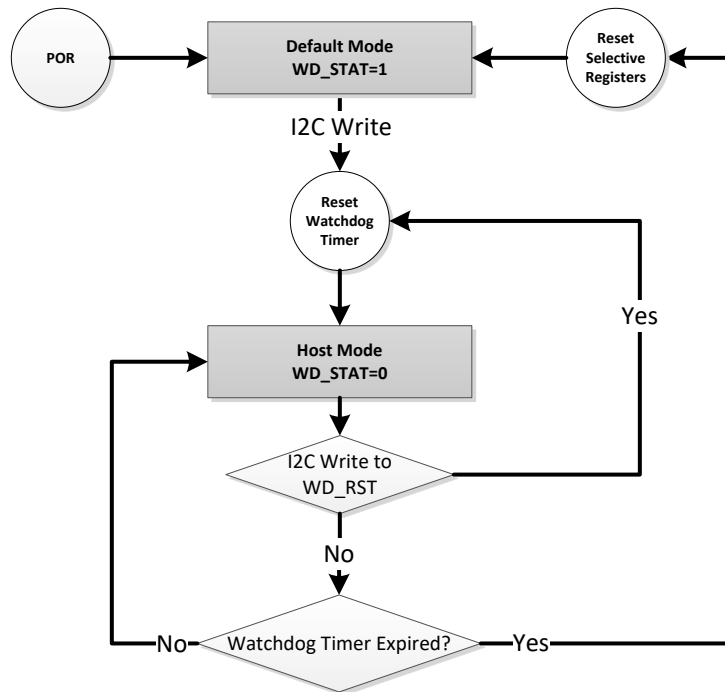 POR
Default Mode
WD_STAT=1
Reset
Selective
Registers
I2C Write
Reset
Watchdog
Timer
Yes
Host Mode
WD_STAT=0
I2C Write to
WD_RST
No
No
Watchdog Timer Expired?
Yes